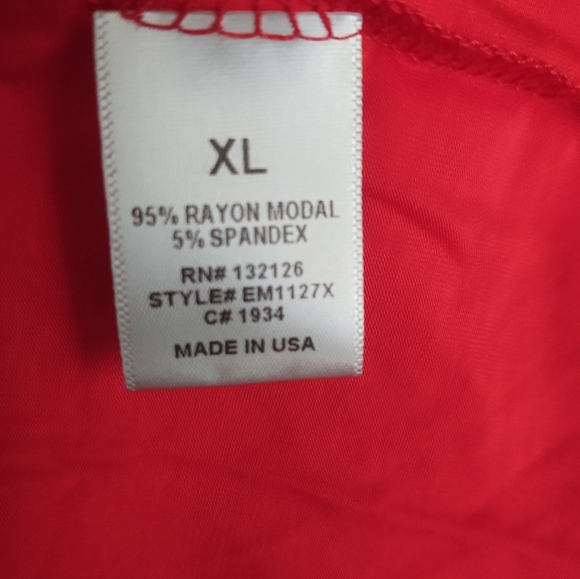 XL
95% RAYON MODAL
5% SPANDEX
RN# 132126
STYLE# EM1127X
C# 1934
MADE IN USA